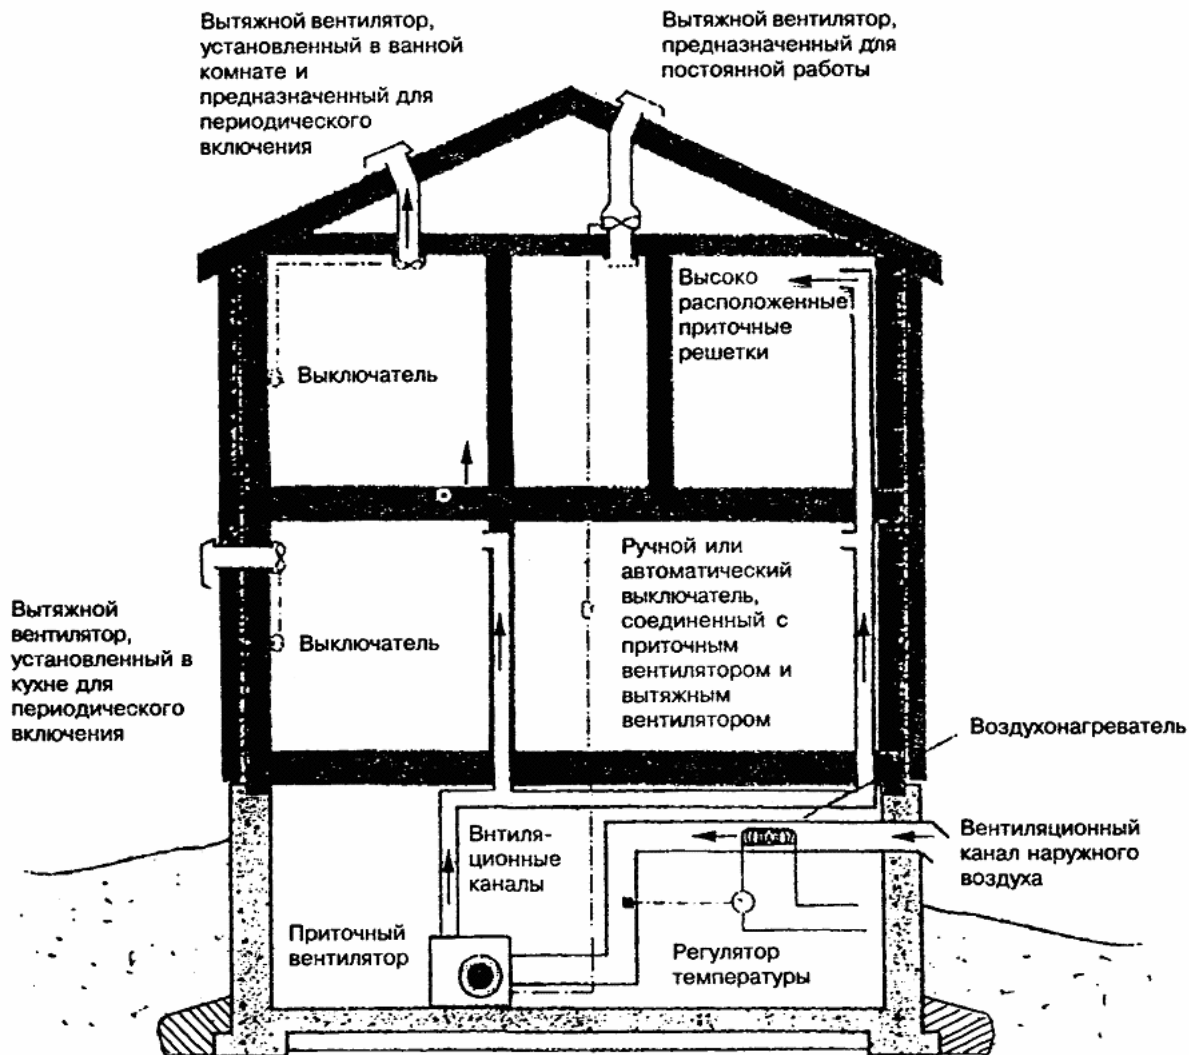 Вытяжной вентилятор,
установленный в ванной
комнате и
предназначенный для
периодического
включения
Вытяжной вентилятор,
предназначенный для
постоянной работы
Высоко
расположенные
приточные
решетки
Выключатель
Ручной или
автоматический
выключатель,
соединенный с
приточным
вентилятором и
вытяжным
вентилятором
Вытяжной
вентилятор,
установленный в
кухне для
периодического
включения
Выключатель
Воздухонагреватель
Внтиля-
ционные
каналы
Вентиляционный
канал наружного
воздуха
Приточный
вентилятор
Регулятор
температуры